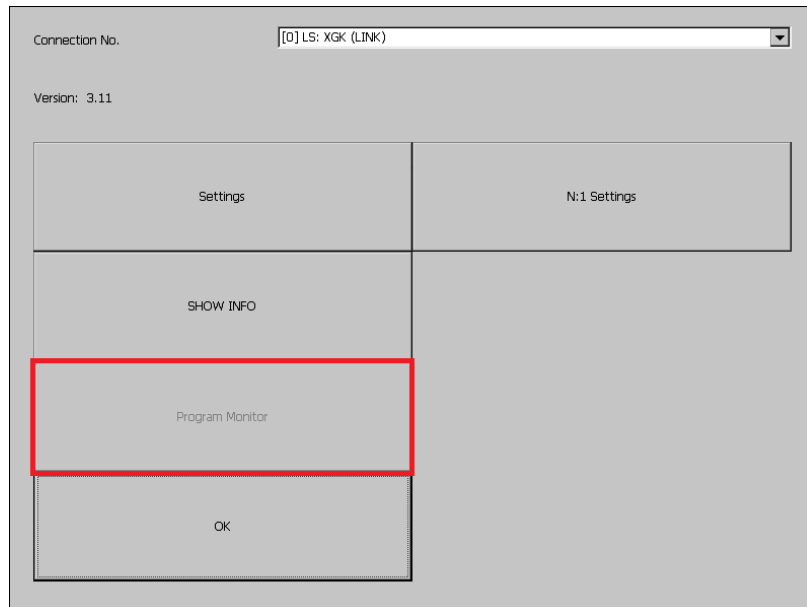 Connection No.
[0] LS: XGK (LINK)
Version: 3.11
Settings
N:1 Settings
SHOW INFO
Program Monitor
OK